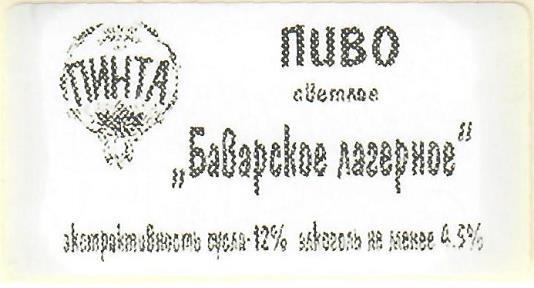 ПИНТА
ПИВО
светлое
„Баварское лагерное“
экстрактивность сусла-12% алкоголь не менее 4.5%